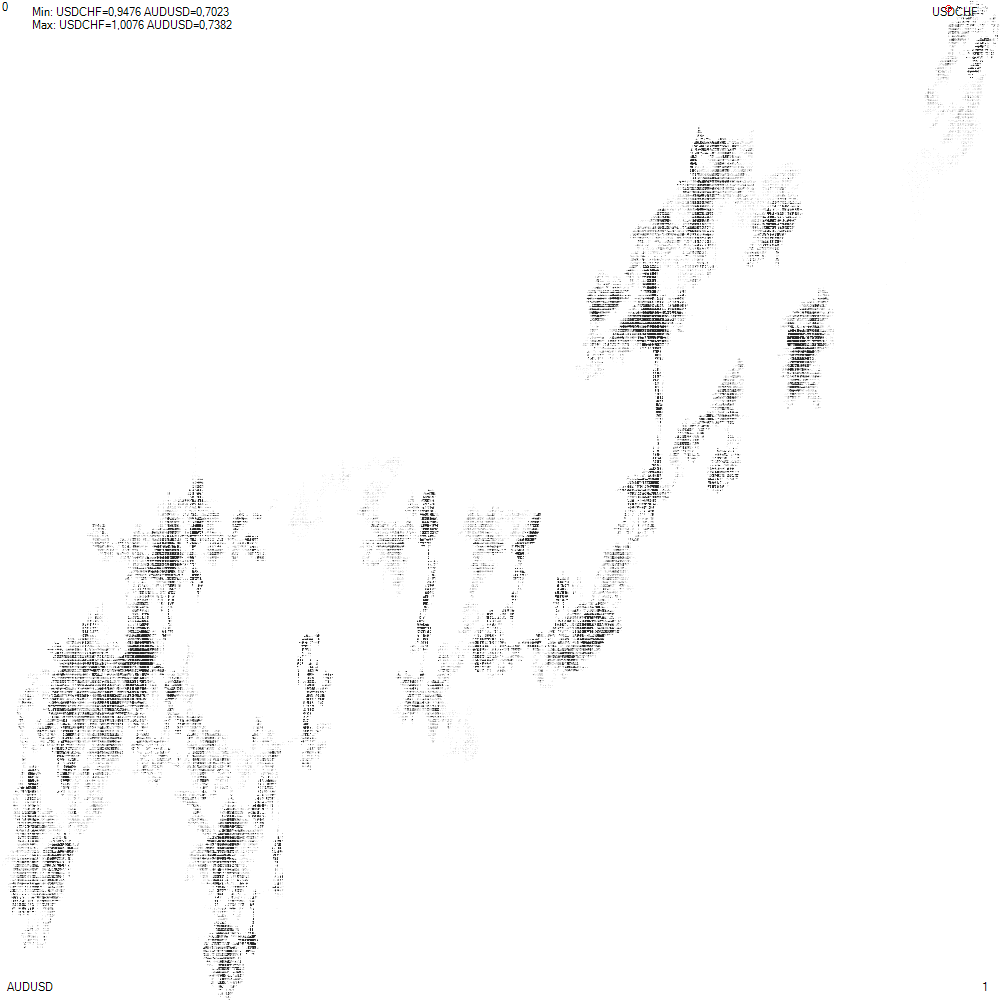 0
Min: USDCHF=0,9476 AUDUSD=0,7023
Max: USDCHF=1,0076 AUDUSD=0,7382
USDCHF
AUDUSD
1